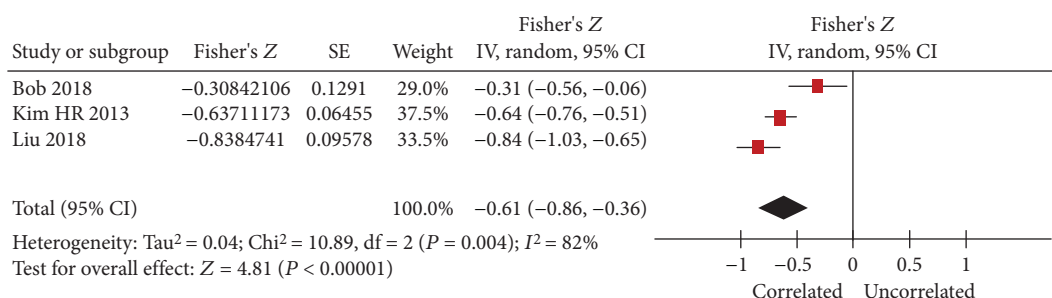 Fisher's Z Fisher's Z
Study or subgroup Fisher's Z SE Weight IV, random, 95% CI IV, random, 95% CI
Bob 2018 −0.30842106 0.1291 29.0% −0.31 (−0.56, −0.06)
Kim HR 2013 −0.63711173 0.06455 37.5% −0.64 (−0.76, −0.51)
Liu 2018 −0.8384741 0.09578 33.5% −0.84 (−1.03, −0.65)
Total (95% CI) 100.0% −0.61 (−0.86, −0.36)
Heterogeneity: Tau² = 0.04; Chi² = 10.89, df = 2 (P = 0.004); I² = 82%
Test for overall effect: Z = 4.81 (P < 0.00001)
−1 −0.5 0 0.5 1
Correlated Uncorrelated